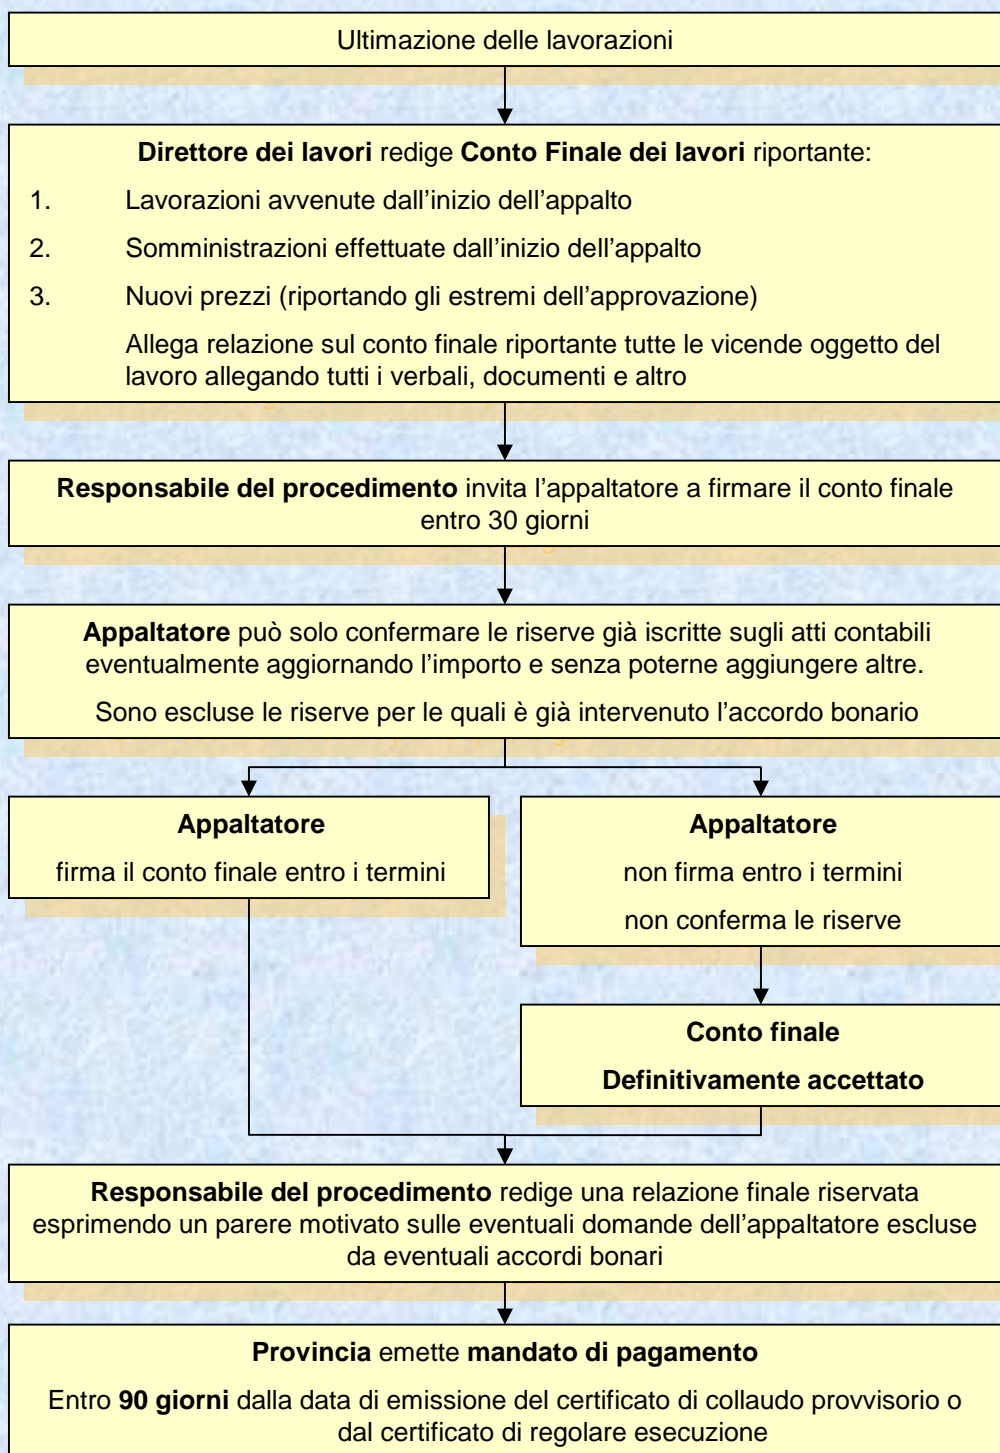 Ultimazione delle lavorazioni
Direttore dei lavori redige Conto Finale dei lavori riportante:
1. Lavorazioni avvenute dall’inizio dell’appalto
2. Somministrazioni effettuate dall’inizio dell’appalto
3. Nuovi prezzi (riportando gli estremi dell’approvazione)
Allega relazione sul conto finale riportante tutte le vicende oggetto del
lavoro allegando tutti i verbali, documenti e altro
Responsabile del procedimento invita l’appaltatore a firmare il conto finale
entro 30 giorni
Appaltatore può solo confermare le riserve già iscritte sugli atti contabili
eventualmente aggiornando l’importo e senza poterne aggiungere altre.
Sono escluse le riserve per le quali è già intervenuto l’accordo bonario
Appaltatore
firma il conto finale entro i termini
Appaltatore
non firma entro i termini
non conferma le riserve
Conto finale
Definitivamente accettato
Responsabile del procedimento redige una relazione finale riservata
esprimendo un parere motivato sulle eventuali domande dell’appaltatore escluse
da eventuali accordi bonari
Provincia emette mandato di pagamento
Entro 90 giorni dalla data di emissione del certificato di collaudo provvisorio o
dal certificato di regolare esecuzione